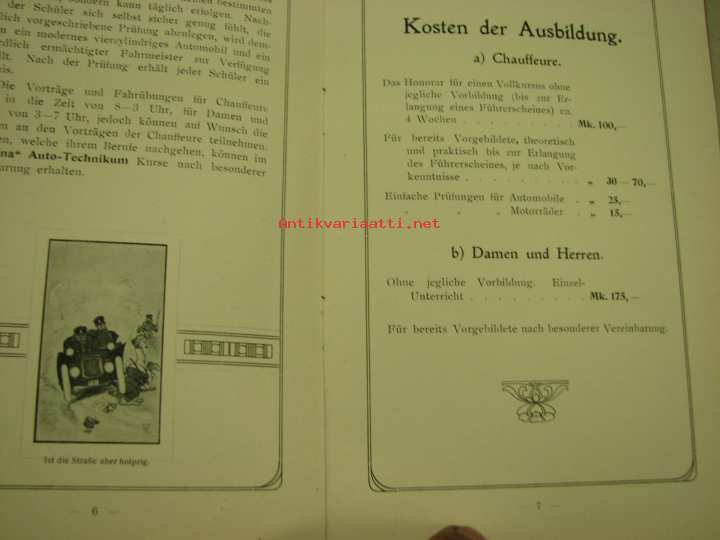 der Schüler sich selbst sicher genug fühlt, die
vorgeschriebene Prüfung abzulegen, wird
ein modernes vierzylindriges Automobil und ein
ermächtigter Fahrmeister zur Verfügung
Nach der Prüfung erhält jeder Schüler ein
Die Vorträge und Fahrübungen für Chauffeure
in die Zeit von 8—3 Uhr, für Damen und
von 3—7 Uhr, jedoch können auf Wunsch die
an den Vorträgen der Chauffeure teilnehmen.
welche ihrem Berufe nachgehen, können im
Auto-Technikum Kurse nach besonderer
erhalten.
Ist die Straße aber holprig.
— 6 —
Kosten der Ausbildung.
a) Chauffeure.
Das Honorar für einen Vollkursus ohne
jegliche Vorbildung (bis zur Er-
langung eines Führerscheines) ca.
4 Wochen . . . . . . . . Mk. 100,—
Für bereits Vorgebildete, theoretisch
und praktisch bis zur Erlangung
des Führerscheines, je nach Vor-
kenntnisse . . . . . . . . „ 30—70,—
Einfache Prüfungen für Automobile . „ 25,—
„ „ „ Motorräder . „ 15,—
b) Damen und Herren.
Ohne jegliche Vorbildung. Einzel-
Unterricht . . . . . . . . Mk. 175,—
Für bereits Vorgebildete nach besonderer Vereinbarung.
— 7 —
Antikvariaatti.net